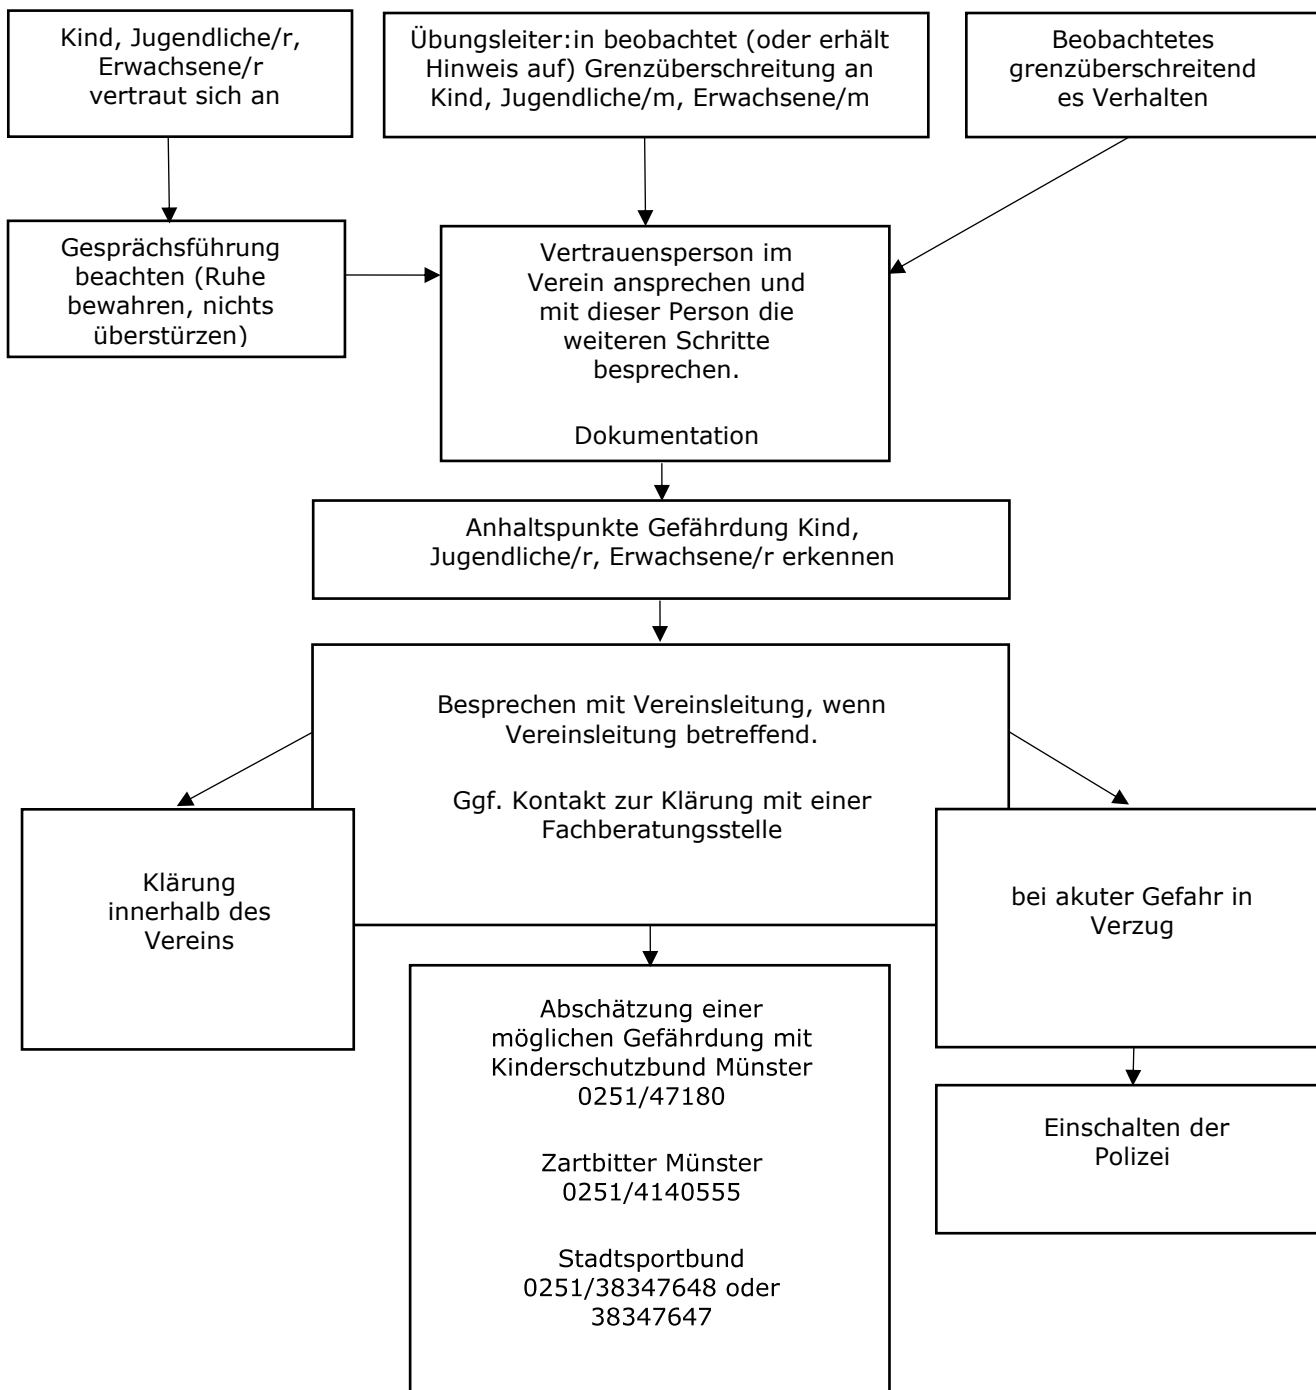 Kind, Jugendliche/r,
Erwachsene/r
vertraut sich an
Übungsleiter:in beobachtet (oder erhält
Hinweis auf) Grenzüberschreitung an
Kind, Jugendliche/m, Erwachsene/m
Beobachtetes
grenzüberschreitend
es Verhalten
Gesprächsführung
beachten (Ruhe
bewahren, nichts
überstürzen)
Vertrauensperson im
Verein ansprechen und
mit dieser Person die
weiteren Schritte
besprechen.
Dokumentation
Anhaltspunkte Gefährdung Kind,
Jugendliche/r, Erwachsene/r erkennen
Besprechen mit Vereinsleitung, wenn
Vereinsleitung betreffend.
Ggf. Kontakt zur Klärung mit einer
Fachberatungsstelle
Klärung
innerhalb des
Vereins
bei akuter Gefahr in
Verzug
Abschätzung einer
möglichen Gefährdung mit
Kinderschutzbund Münster
0251/47180
Zartbitter Münster
0251/4140555
Stadtsportbund
0251/38347648 oder
38347647
Einschalten der
Polizei